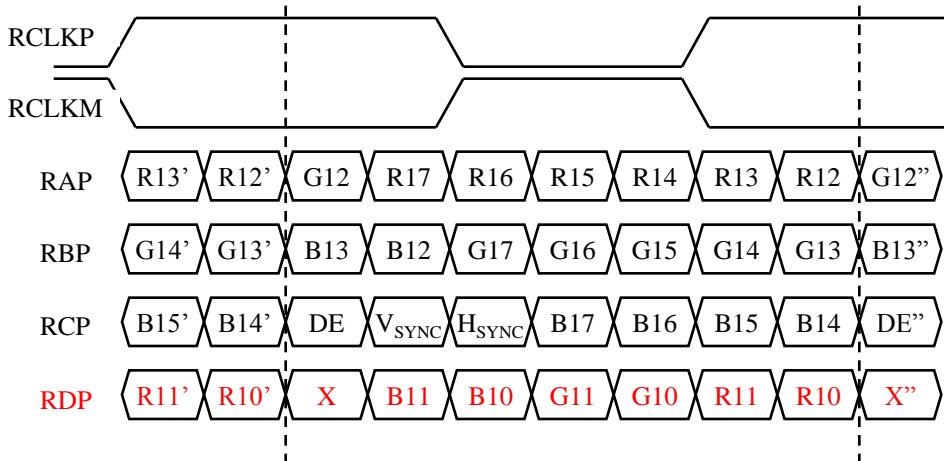 RCLKP
RCLKM
RAP R13’ R12’ G12 R17 R16 R15 R14 R13 R12 G12”
RBP G14’ G13’ B13 B12 G17 G16 G15 G14 G13 B13”
RCP B15’ B14’ DE VSYNC HSYNC B17 B16 B15 B14 DE”
RDP R11’ R10’ X B11 B10 G11 G10 R11 R10 X”